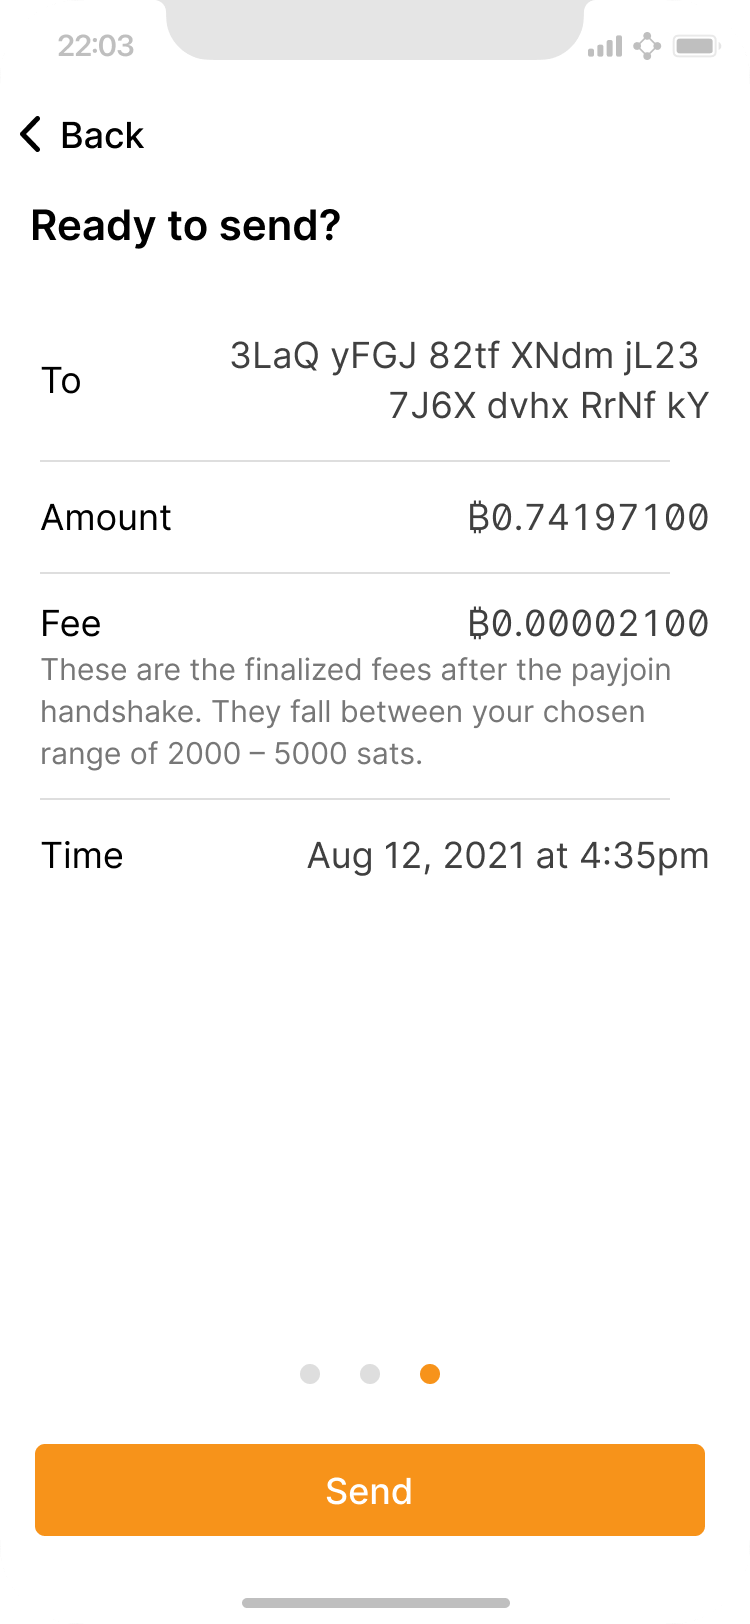 22:03
Back
Ready to send?
To
3LaQ yFGJ 82tf XNdm jL23
7J6X dvhx RrNf kY
Amount
₿0.74197100
Fee
₿0.00002100
These are the finalized fees after the payjoin
handshake. They fall between your chosen
range of 2000 – 5000 sats.
Time
Aug 12, 2021 at 4:35pm
Send